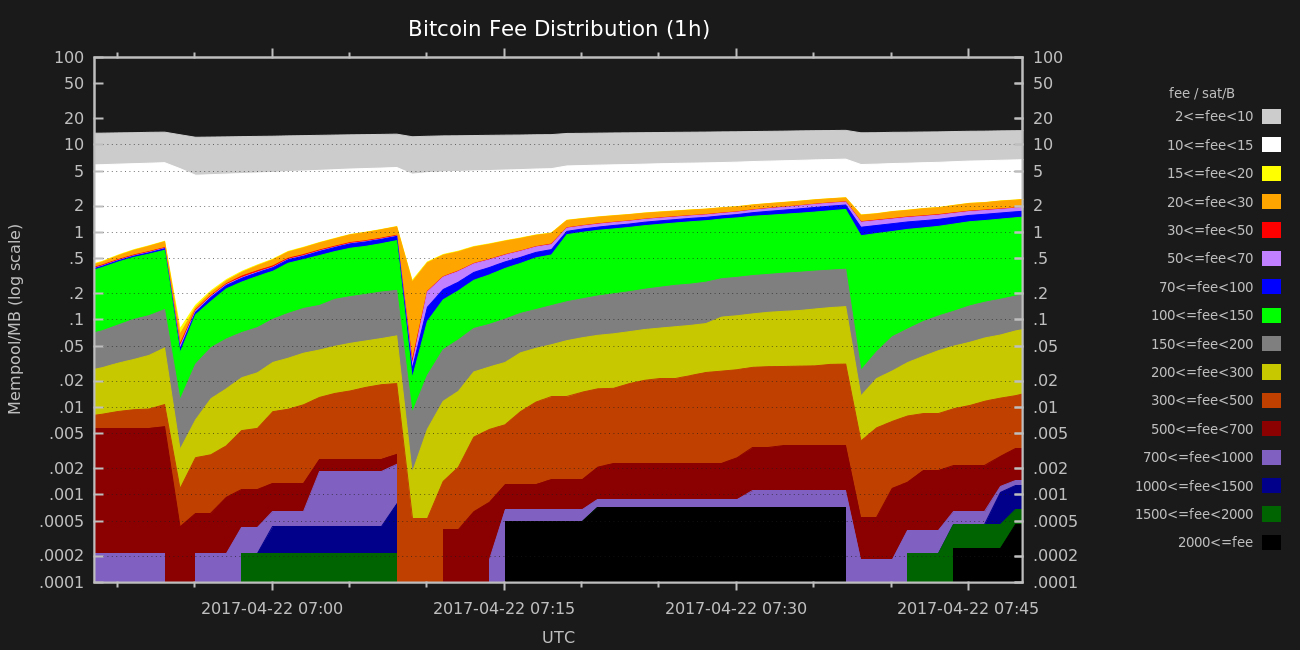 Bitcoin Fee Distribution (1h)
100
50
20
10
5
2
1
.5
.2
.1
.05
.02
.01
.005
.002
.001
.0005
.0002
.0001
Mempool/MB (log scale)
100
50
20
10
5
2
1
.5
.2
.1
.05
.02
.01
.005
.002
.001
.0005
.0002
.0001
2017-04-22 07:00
2017-04-22 07:15
2017-04-22 07:30
2017-04-22 07:45
UTC
fee / sat/B
2<=fee<10
10<=fee<15
15<=fee<20
20<=fee<30
30<=fee<50
50<=fee<70
70<=fee<100
100<=fee<150
150<=fee<200
200<=fee<300
300<=fee<500
500<=fee<700
700<=fee<1000
1000<=fee<1500
1500<=fee<2000
2000<=fee